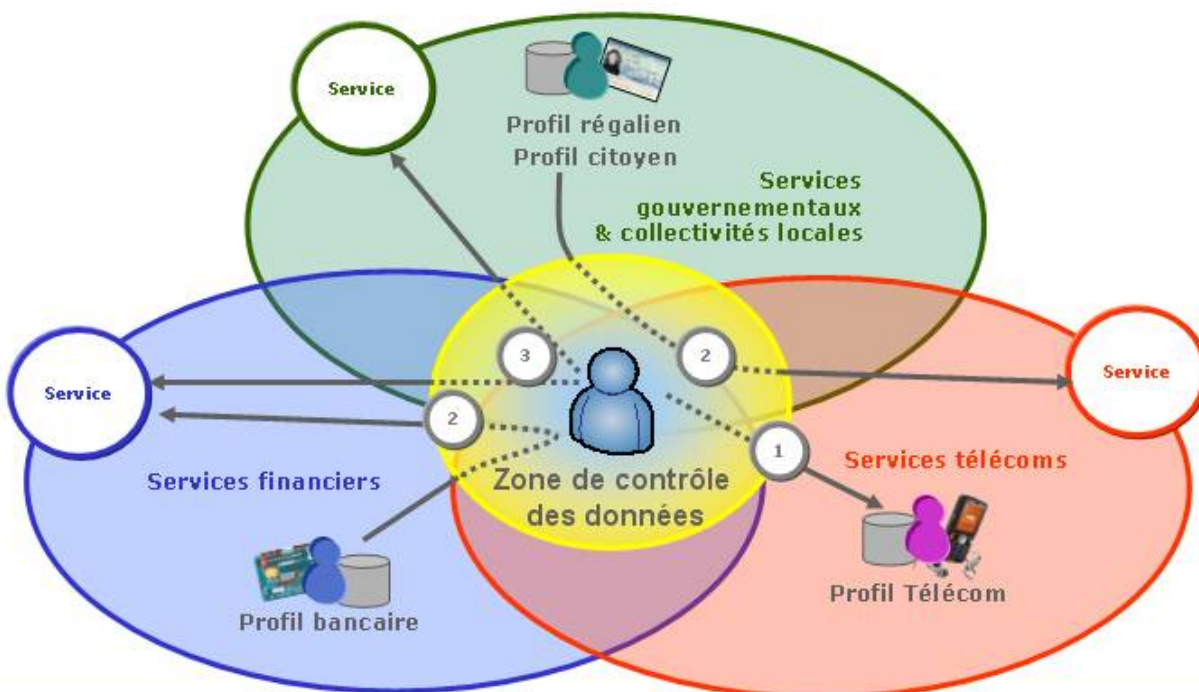 Service
Profil régalien
Profil citoyen
Services
gouvernementaux
& collectivités locales
3
2
Service
Service
2
1
Services financiers
Zone de contrôle
des données
Services télécoms
Profil bancaire
Profil Télécom